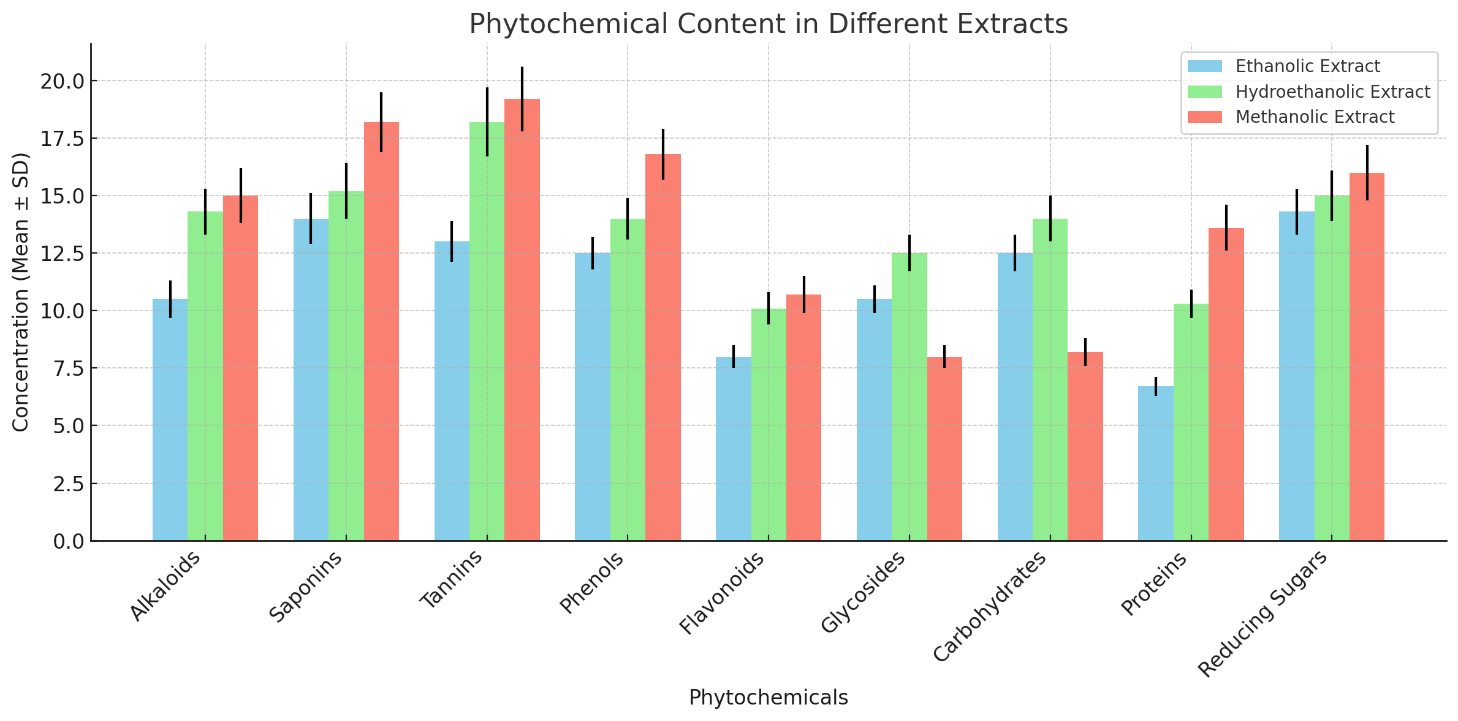 Phytochemical Content in Different Extracts
Ethanolic Extract
Hydroethanolic Extract
Methanolic Extract
Concentration (Mean ± SD)
20.0
17.5
15.0
12.5
10.0
7.5
5.0
2.5
0.0
Alkaloids
Saponins
Tannins
Phenols
Flavonoids
Glycosides
Carbohydrates
Proteins
Reducing Sugars
Phytochemicals